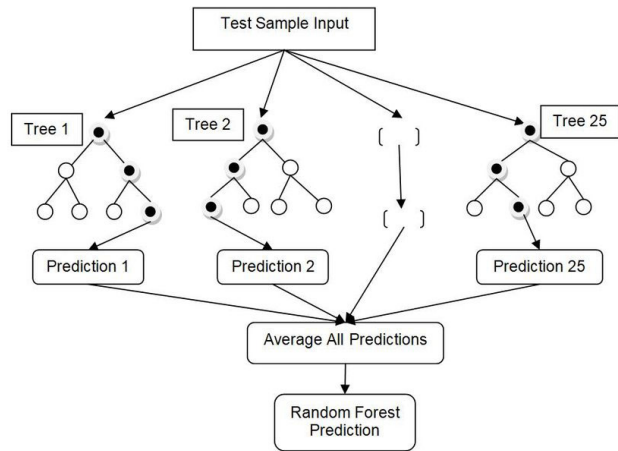 Test Sample Input
Tree 1
Tree 2
Tree 25
Prediction 1
Prediction 2
Prediction 25
Average All Predictions
Random Forest
Prediction